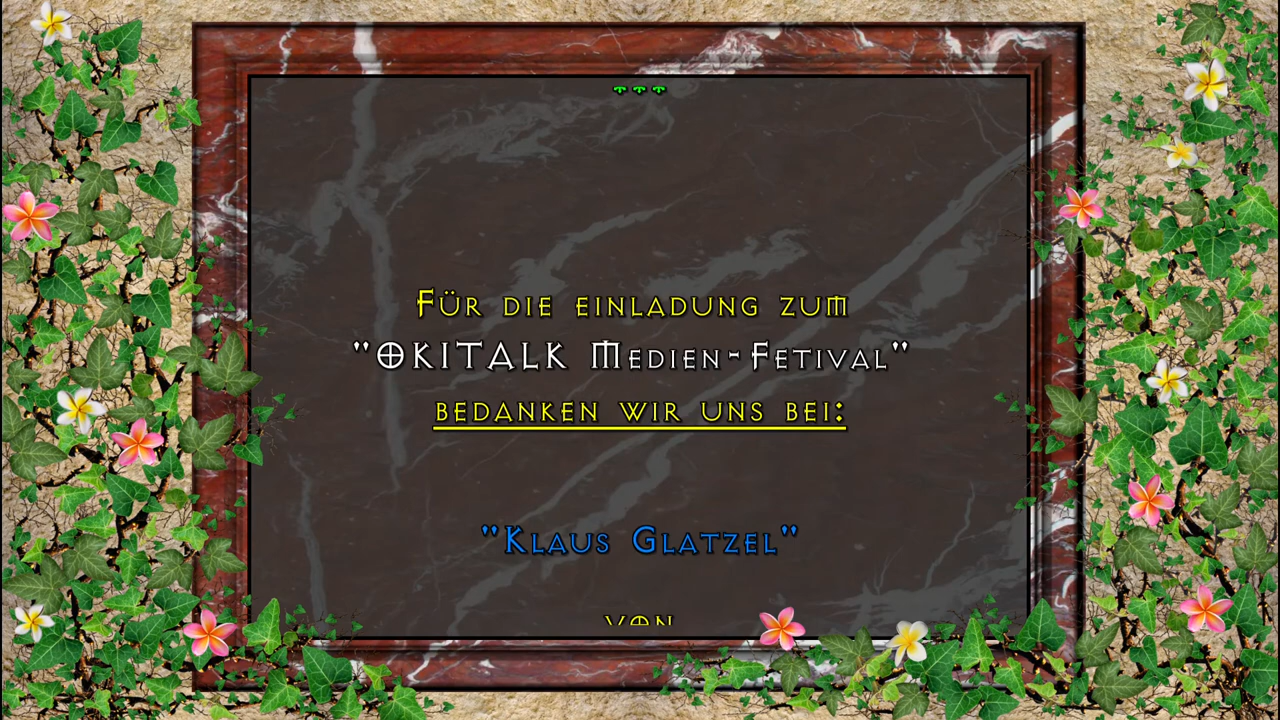 Für die einladung zum
"OKITALK Medien-Fetival"
bedanken wir uns bei:
"Klaus Glatzel"
von